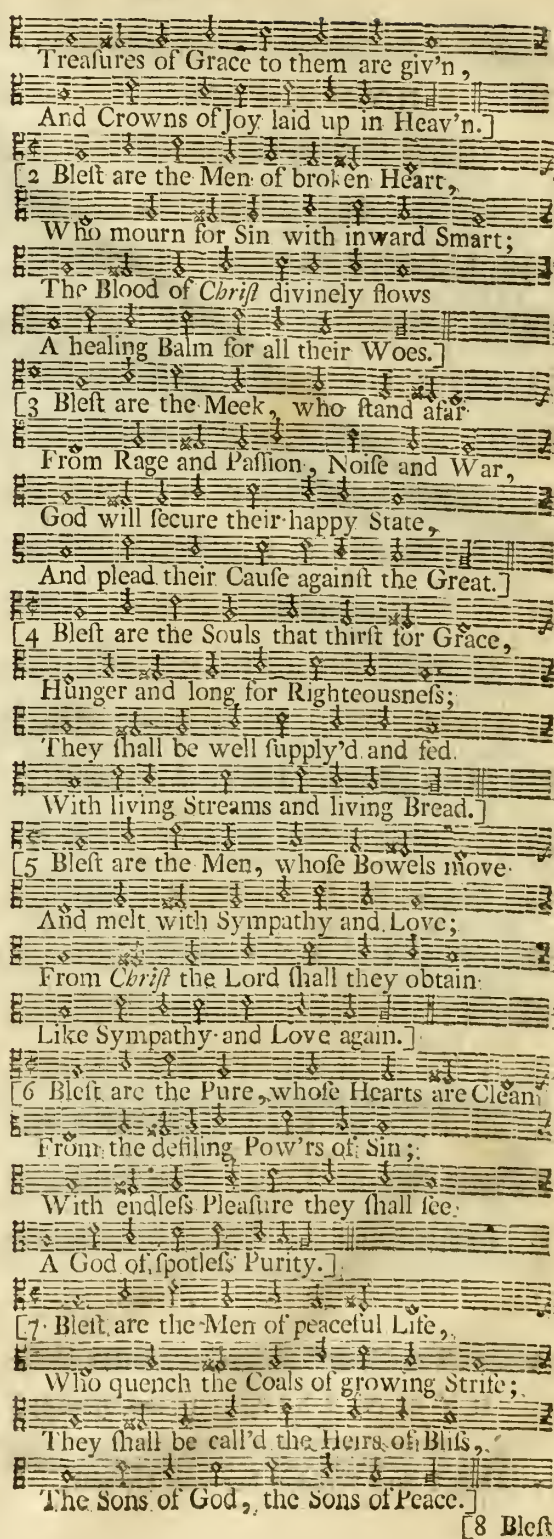 Treaſures of Grace to them are giv'n,
And Crowns of Joy laid up in Heav'n.]
[2 Bleſt are the Men of broken Heart,
Who mourn for Sin with inward Smart;
The Blood of Chriſt divinely flows
A healing Balm for all their Woes.]
[3 Bleſt are the Meek, who ſtand afar
From Rage and Paſſion, Noiſe and War,
God will ſecure their happy State,
And plead their Cauſe againſt the Great.]
[4 Bleſt are the Souls that thirſt for Grace,
Hunger and long for Righteousneſs;
They ſhall be well ſupply'd and fed
With living Streams and living Bread.]
[5 Bleſt are the Men, whoſe Bowels move
And melt with Sympathy and Love;
From Chriſt the Lord ſhall they obtain
Like Sympathy and Love again.]
[6 Bleſt are the Pure, whoſe Hearts are Clean
From the defiling Pow'rs of Sin;
With endleſs Pleaſure they ſhall ſee
A God of ſpotleſs Purity.]
[7 Bleſt are the Men of peaceful Life,
Who quench the Coals of growing Strife;
They ſhall be call'd the Heirs of Bliſs,
The Sons of God, the Sons of Peace.]
[8 Bleſt